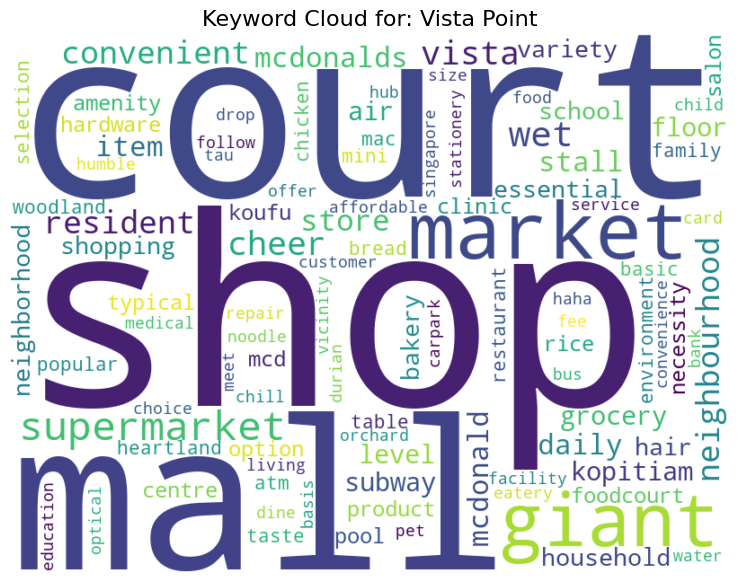 Keyword Cloud for: Vista Point
court
convenient
mcdonalds
vista
variety
salon
selection
amenity
hardware
item
humble
drop
follow
tau
chicken
hub
air
mac
mini
size
singapore
stationery
food
wet
school
stall
child
floor
family
essential
offer
woodland
resident
koufu
affordable
store
clinic
service
card
market
neighborhood
shopping
cheer
bread
customer
basic
shop
typical
medical
popular
repair
noodle
mcd
meet
chill
vicinity
durian
bakery
carpark
restaurant
haha
fee
rice
bus
environment
convenience
necessity
bank
neighbourhood
choice
supermarket
heartland
option
table
orchard
level
grocery
daily
hair
mall
living
centre
atm
dine
basis
taste
subway
product
pool
pet
mcdonald
kopitiam
facility
eatery
foodcourt
giant
household
water
education
optical